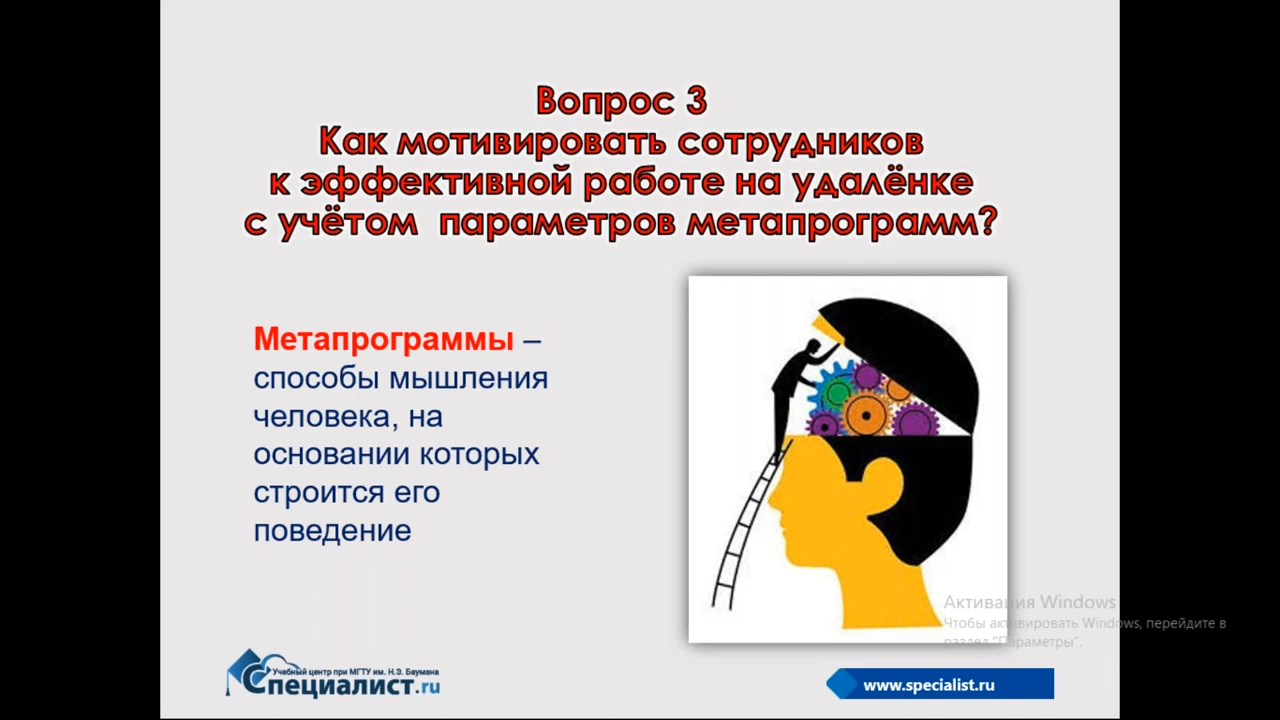 Вопрос 3
Как мотивировать сотрудников
к эффективной работе на удалёнке
с учётом параметров метапрограмм?
Метапрограммы –
способы мышления
человека, на
основании которых
строится его
поведение
Активация Windows
Чтобы активировать Windows, перейдите в
раздел "Параметры".
Учебный центр при МГТУ им. Н.Э. Баумана
Специалист.ru
www.specialist.ru